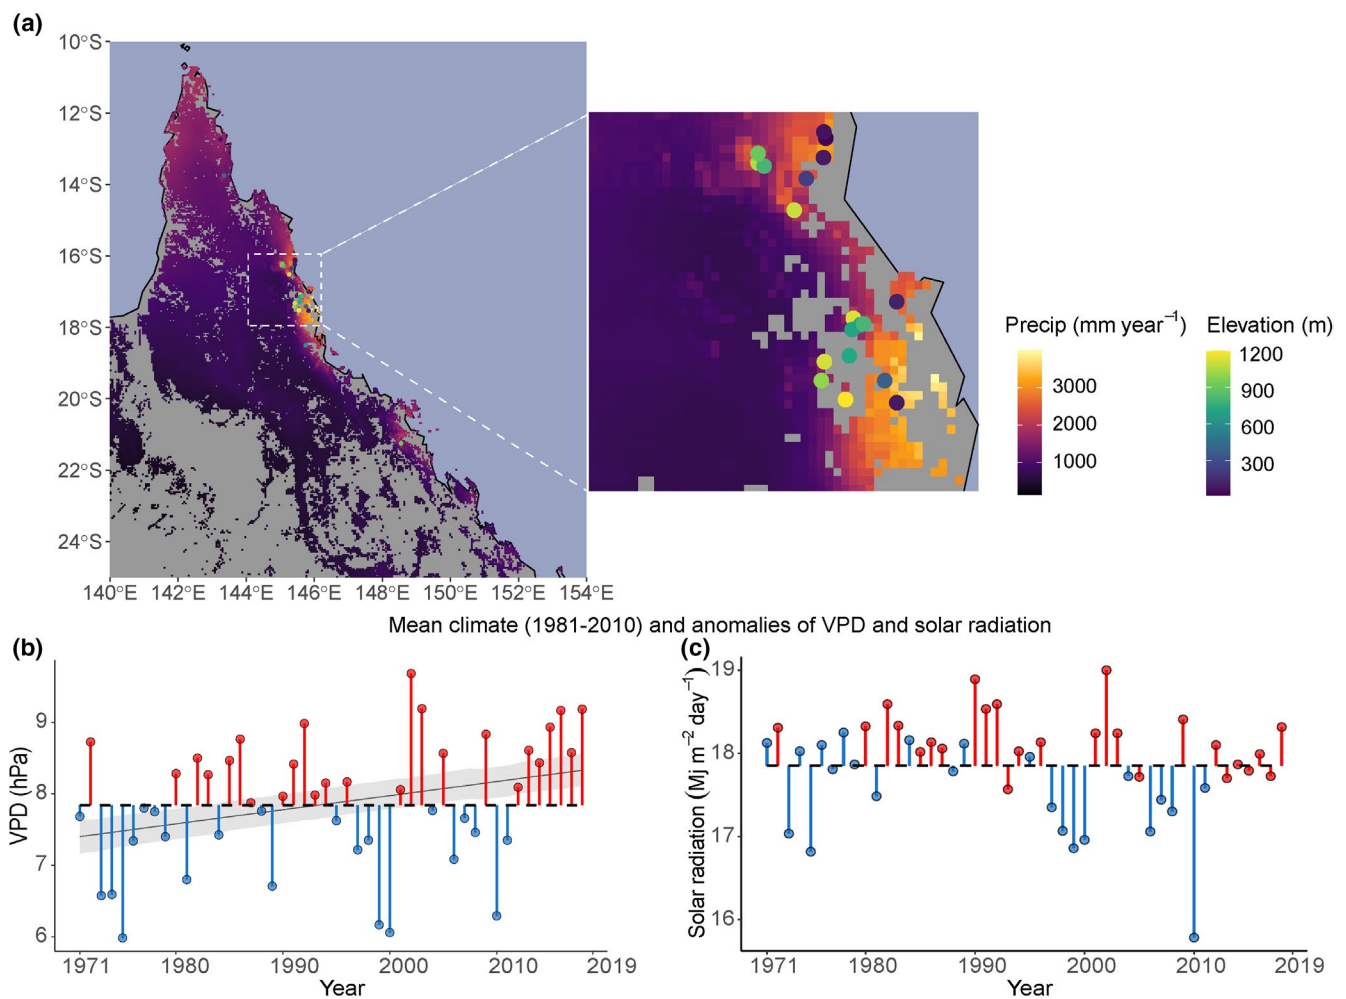 (a)
10°S
12°S
14°S
16°S
18°S
20°S
22°S
24°S
140°E 142°E 144°E 146°E 148°E 150°E 152°E 154°E
Precip (mm year⁻¹)
3000
2000
1000
Elevation (m)
1200
900
600
300
Mean climate (1981-2010) and anomalies of VPD and solar radiation
(b)
VPD (hPa)
9
8
7
6
1971 1980 1990 2000 2010 2019
Year
(c)
Solar radiation (Mj m⁻² day⁻¹)
19
18
17
16
1971 1980 1990 2000 2010 2019
Year